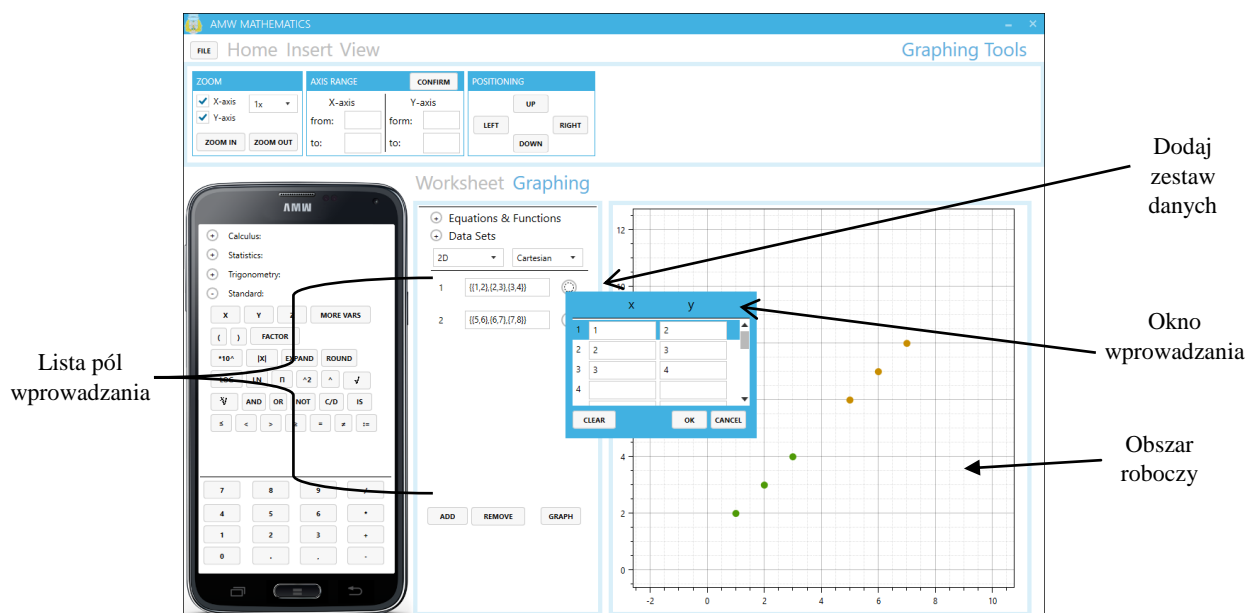 AMW MATHEMATICS
FILE Home Insert View Graphing Tools
ZOOM
X-axis 1x
Y-axis
ZOOM IN ZOOM OUT
AXIS RANGE CONFIRM
X-axis Y-axis
from: form:
to: to:
POSITIONING
UP
LEFT RIGHT
DOWN
Dodaj
zestaw
danych
Worksheet Graphing
AMW
Calculus:
Statistics:
Trigonometry:
Standard:
X Y MORE VARS
( ) FACTOR
*10^ |X| EXPAND ROUND
LOG LN Π ^2 ^ √
AND OR NOT C/D IS
≤ < > = ≠ :=
7 8 9 /
4 5 6 *
1 2 3 +
0 . , -
Lista pól
wprowadzania
Equations & Functions
Data Sets
2D Cartesian
1 {{1,2},{2,3},{3,4}}
2 {{5,6},{6,7},{7,8}}
ADD REMOVE GRAPH
x y
1 1 2
2 2 3
3 3 4
4
CLEAR OK CANCEL
Okno
wprowadzania
Obszar
roboczy
12
10
4
2
0
-2 0 2 4 6 8 10